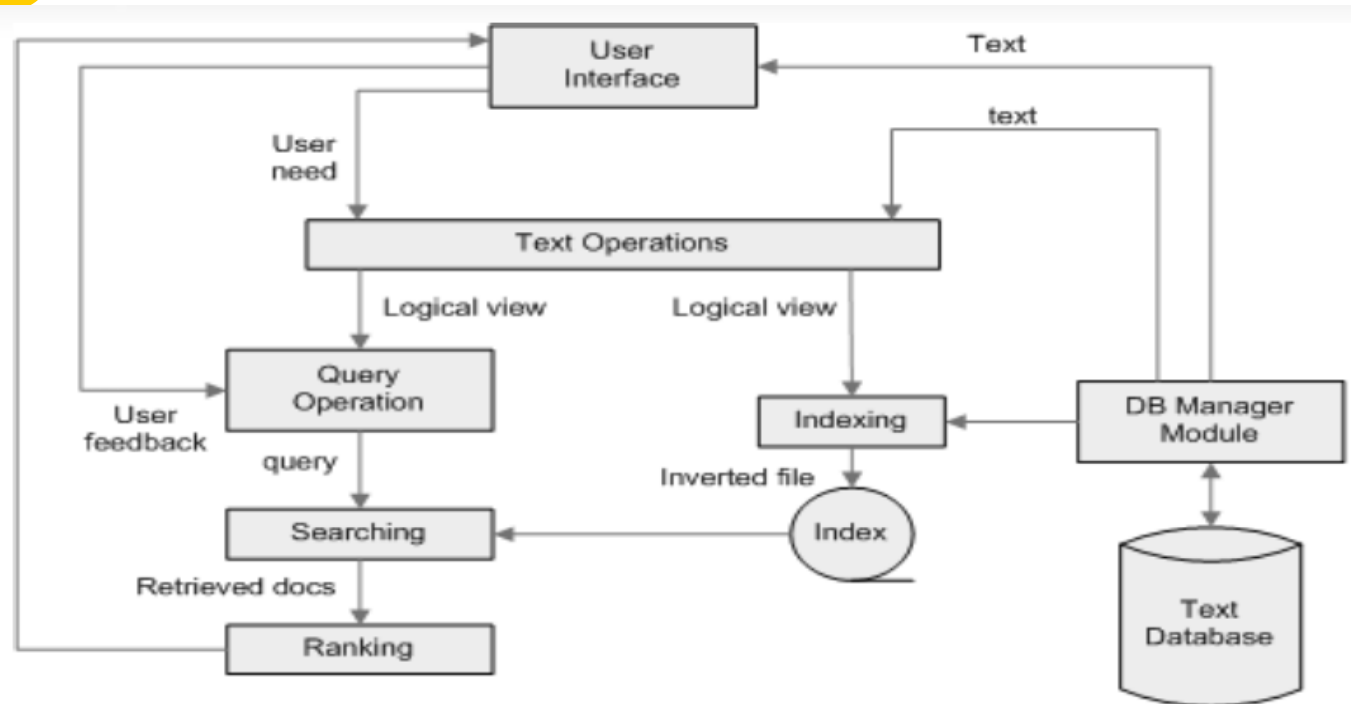 User
Interface
Text
text
User
need
Text Operations
Logical view
Logical view
Query
Operation
User
feedback
Indexing
DB Manager
Module
query
Inverted file
Searching
Index
Retrieved docs
Text
Database
Ranking